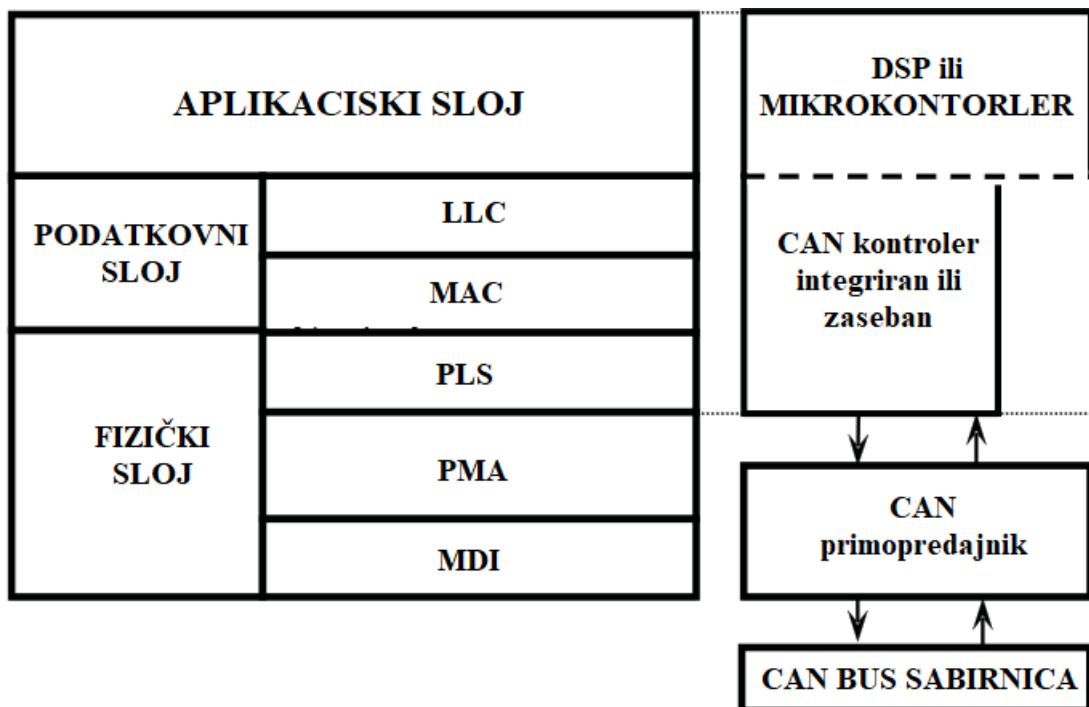 APLIKACISKI SLOJ
PODATKOVNI
SLOJ
LLC
MAC
FIZIČKI
SLOJ
PLS
PMA
MDI
DSP ili
MIKROKONTORLER
CAN kontroler
integriran ili
zaseban
CAN
primopredajnik
CAN BUS SABIRNICA